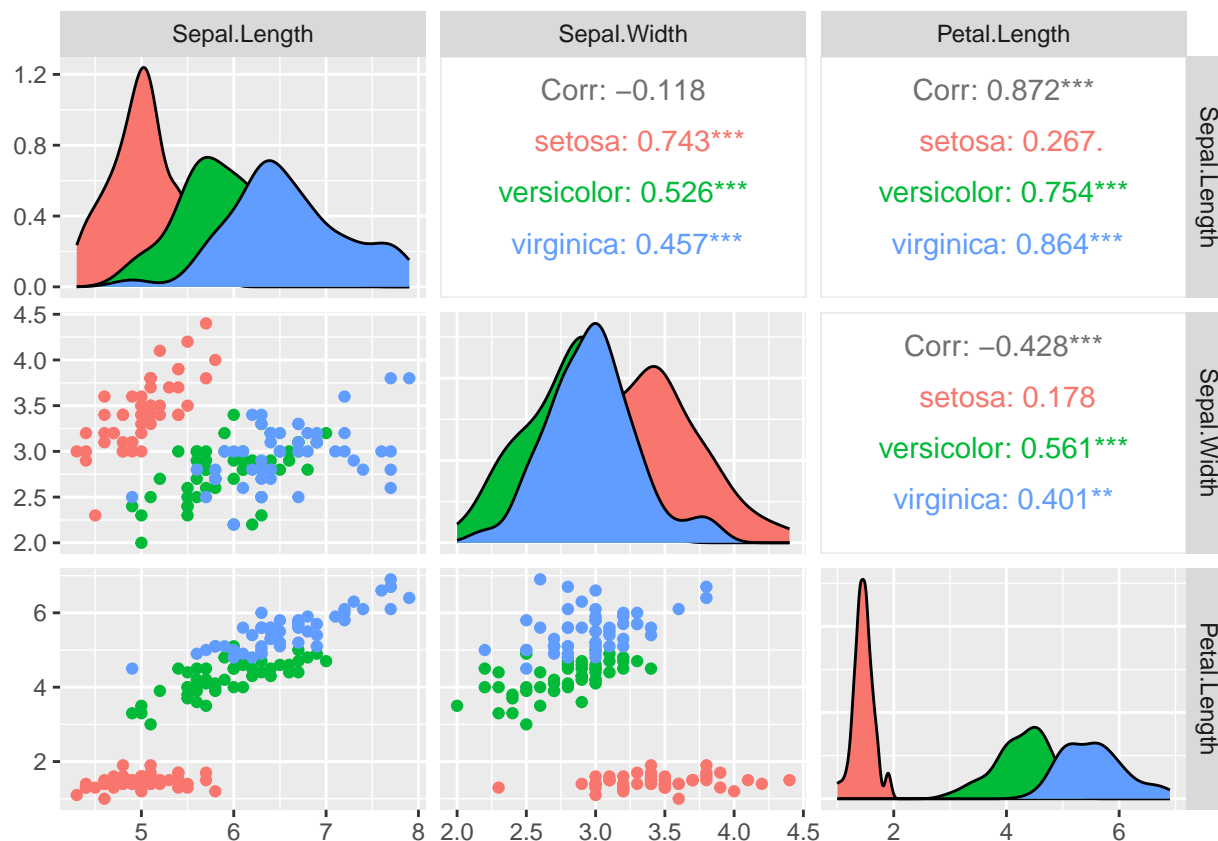 Sepal.Length
Sepal.Width
Petal.Length
1.2
0.8
0.4
0.0
Corr: −0.118
setosa: 0.743***
versicolor: 0.526***
virginica: 0.457***
Corr: 0.872***
setosa: 0.267.
versicolor: 0.754***
virginica: 0.864***
Sepal.Length
4.5
4.0
3.5
3.0
2.5
2.0
Corr: −0.428***
setosa: 0.178
versicolor: 0.561***
virginica: 0.401**
Sepal.Width
6
4
2
Petal.Length
5 6 7 8
2.0 2.5 3.0 3.5 4.0 4.5
2 4 6